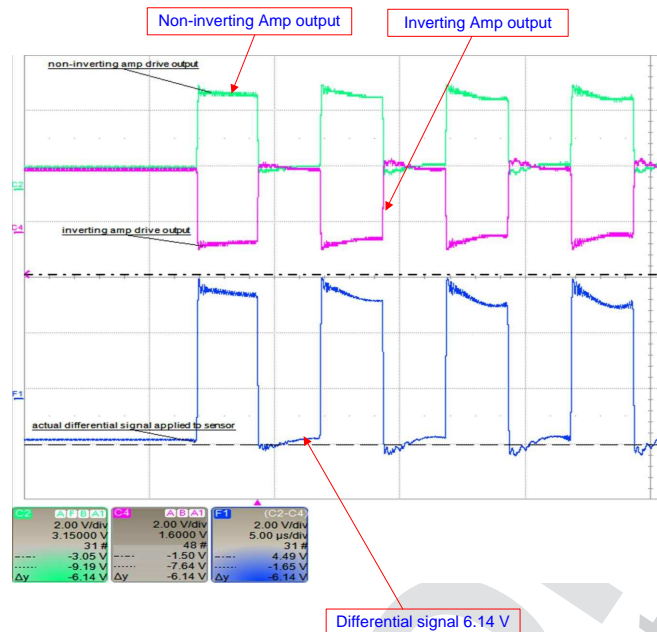 Non-inverting Amp output
Inverting Amp output
non-inverting amp drive output
C2
C4
inverting amp drive output
F1
actual differential signal applied to sensor
C2 A F B A1
2.00 V/div
3.15000 V
31 #
-3.05 V
-9.19 V
Δy -6.14 V
C4 A B A1
2.00 V/div
1.6000 V
48 #
-1.50 V
-7.64 V
-6.14 V
F1 (C2-C4)
2.00 V/div
5.00 µs/div
31 #
4.49 V
-1.65 V
Δy -6.14 V
Differential signal 6.14 V